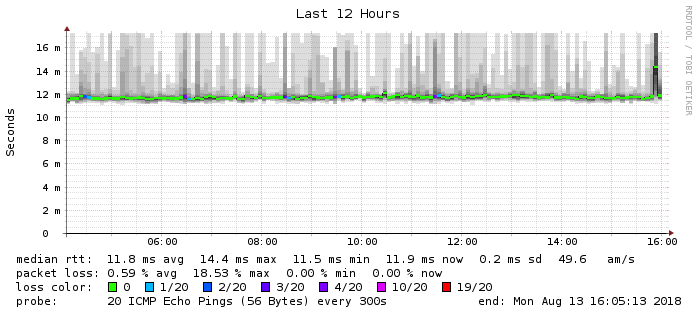 Last 12 Hours
RRDTOOL / TOBI OETIKER
Seconds
16 m
14 m
12 m
10 m
8 m
6 m
4 m
2 m
0
06:00 08:00 10:00 12:00 14:00 16:00
median rtt: 11.8 ms avg 14.4 ms max 11.5 ms min 11.9 ms now 0.2 ms sd 49.6 am/s
packet loss: 0.59 % avg 18.53 % max 0.00 % min 0.00 % now
loss color: 0 1/20 2/20 3/20 4/20 10/20 19/20
probe: 20 ICMP Echo Pings (56 Bytes) every 300s end: Mon Aug 13 16:05:13 2018